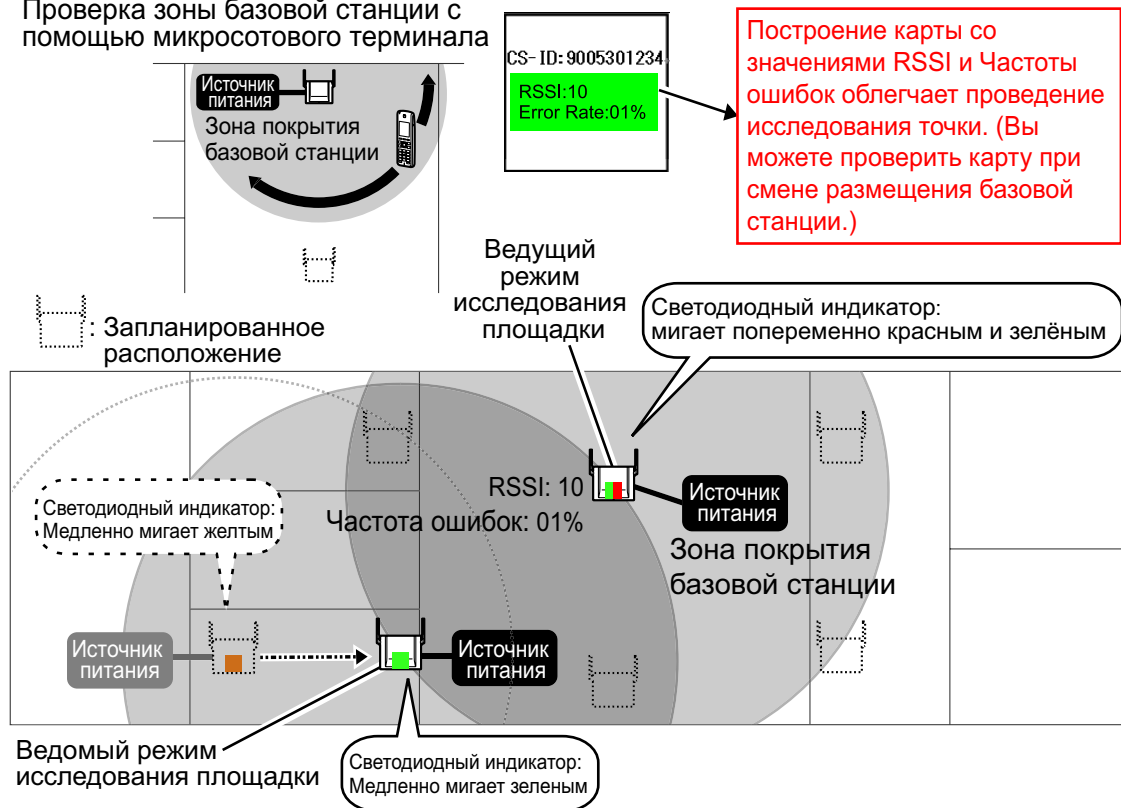 Проверка зоны базовой станции с
помощью микросотового терминала
Источник
питания
Зона покрытия
базовой станции
CS-ID:9005301234
RSSI:10
Error Rate:01%
Построение карты со
значениями RSSI и Частоты
ошибок облегчает проведение
исследования точки. (Вы
можете проверить карту при
смене размещения базовой
станции.)
: Запланированное
расположение
Ведущий
режим
исследования
площадки
Светодиодный индикатор:
мигает попеременно красным и зелёным
Светодиодный индикатор:
Медленно мигает желтым
RSSI: 10
Частота ошибок: 01%
Источник
питания
Зона покрытия
базовой станции
Источник
питания
Источник
питания
Ведомый режим
исследования площадки
Светодиодный индикатор:
Медленно мигает зеленым